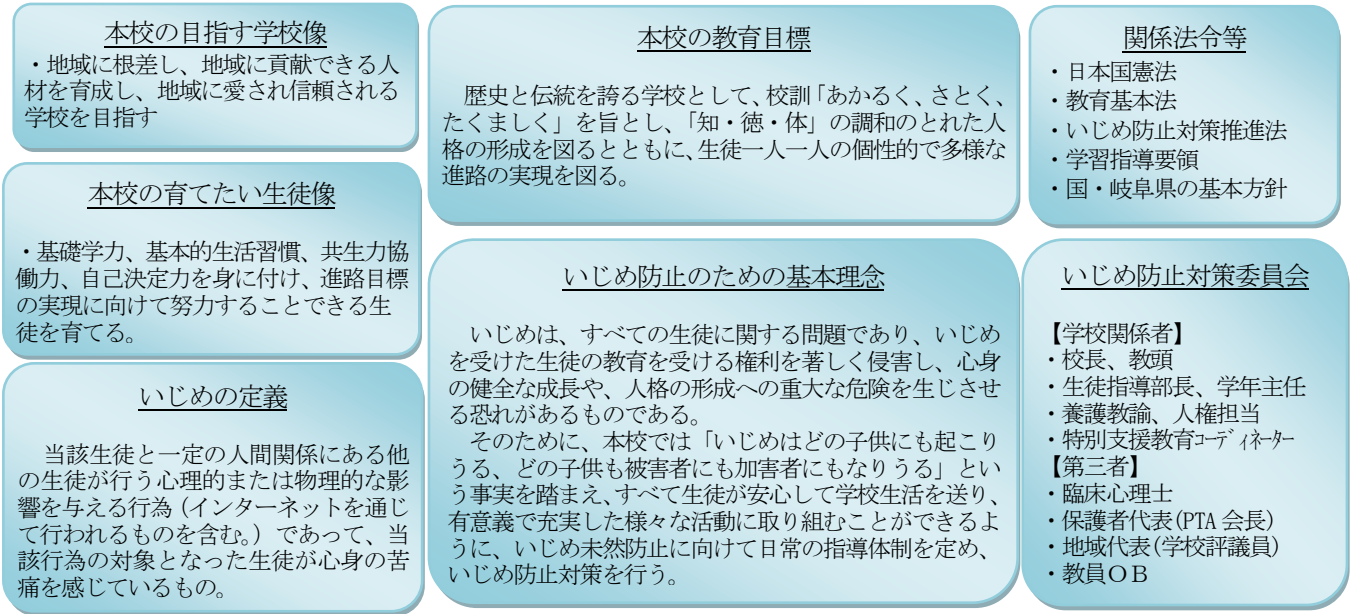 本校の目指す学校像
・地域に根差し、地域に貢献できる人
材を育成し、地域に愛され信頼される
学校を目指す
本校の育てたい生徒像
・基礎学力、基本的生活習慣、共生力協
働力、自己決定力を身に付け、進路目標
の実現に向けて努力することできる生
徒を育てる。
いじめの定義
当該生徒と一定の人間関係にある他
の生徒が行う心理的または物理的な影
響を与える行為(インターネットを通じ
て行われるものを含む。)であって、当
該行為の対象となった生徒が心身の苦
痛を感じているもの。
本校の教育目標
歴史と伝統を誇る学校として、校訓「あかるく、さとく、
たくましく」を旨とし、「知・徳・体」の調和のとれた人
格の形成を図るとともに、生徒一人一人の個性的で多様な
進路の実現を図る。
いじめ防止のための基本理念
いじめは、すべての生徒に関する問題であり、いじめ
を受けた生徒の教育を受ける権利を著しく侵害し、心身
の健全な成長や、人格の形成への重大な危険を生じさせ
る恐れがあるものである。
そのために、本校では「いじめはどの子供にも起こり
うる、どの子供も被害者にも加害者にもなりうる」とい
う事実を踏まえ、すべて生徒が安心して学校生活を送り、
有意義で充実した様々な活動に取り組むことができるよ
うに、いじめ未然防止に向けて日常の指導体制を定め、
いじめ防止対策を行う。
関係法令等
・日本国憲法
・教育基本法
・いじめ防止対策推進法
・学習指導要領
・国・岐阜県の基本方針
いじめ防止対策委員会
【学校関係者】
・校長、教頭
・生徒指導部長、学年主任
・養護教諭、人権担当
・特別支援教育ｺｰﾃﾞｨﾈｰﾀｰ
【第三者】
・臨床心理士
・保護者代表(PTA 会長)
・地域代表(学校評議員)
・教員ＯＢ